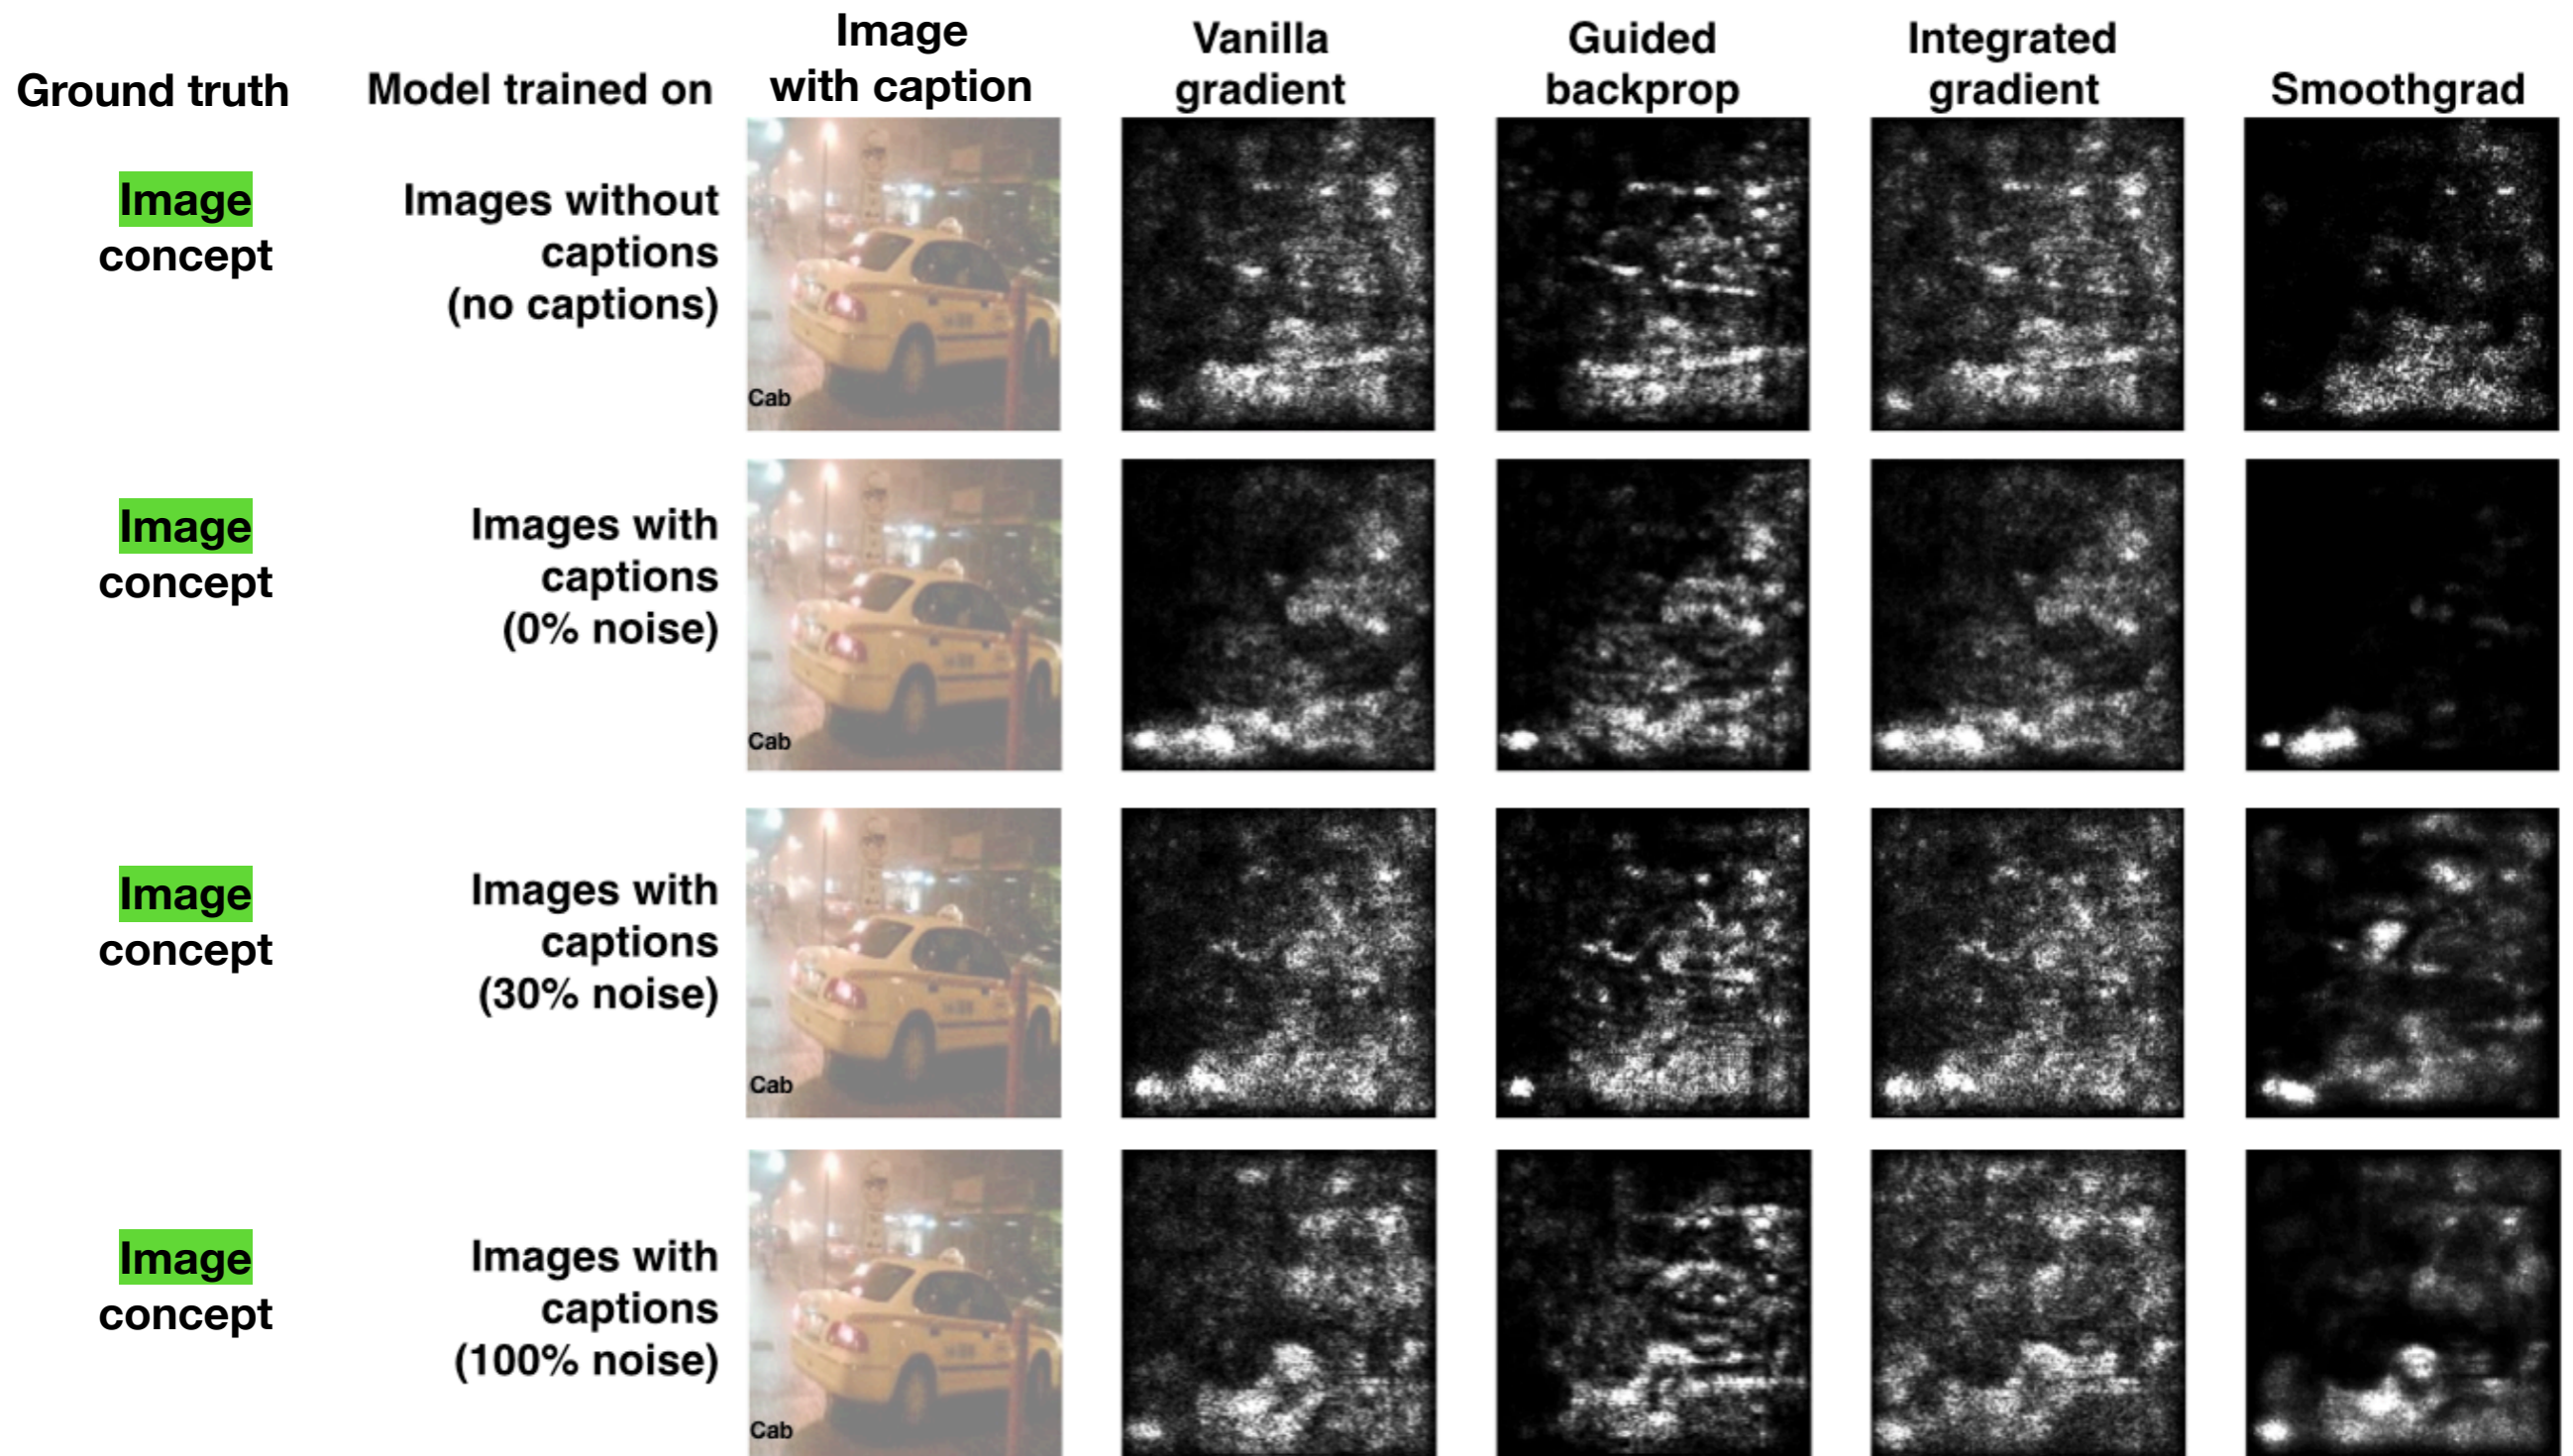 Ground truth
Model trained on
Image
with caption
Vanilla
gradient
Guided
backprop
Integrated
gradient
Smoothgrad
Image
concept
Images without
captions
(no captions)
Cab
Image
concept
Images with
captions
(0% noise)
Cab
Image
concept
Images with
captions
(30% noise)
Cab
Image
concept
Images with
captions
(100% noise)
Cab